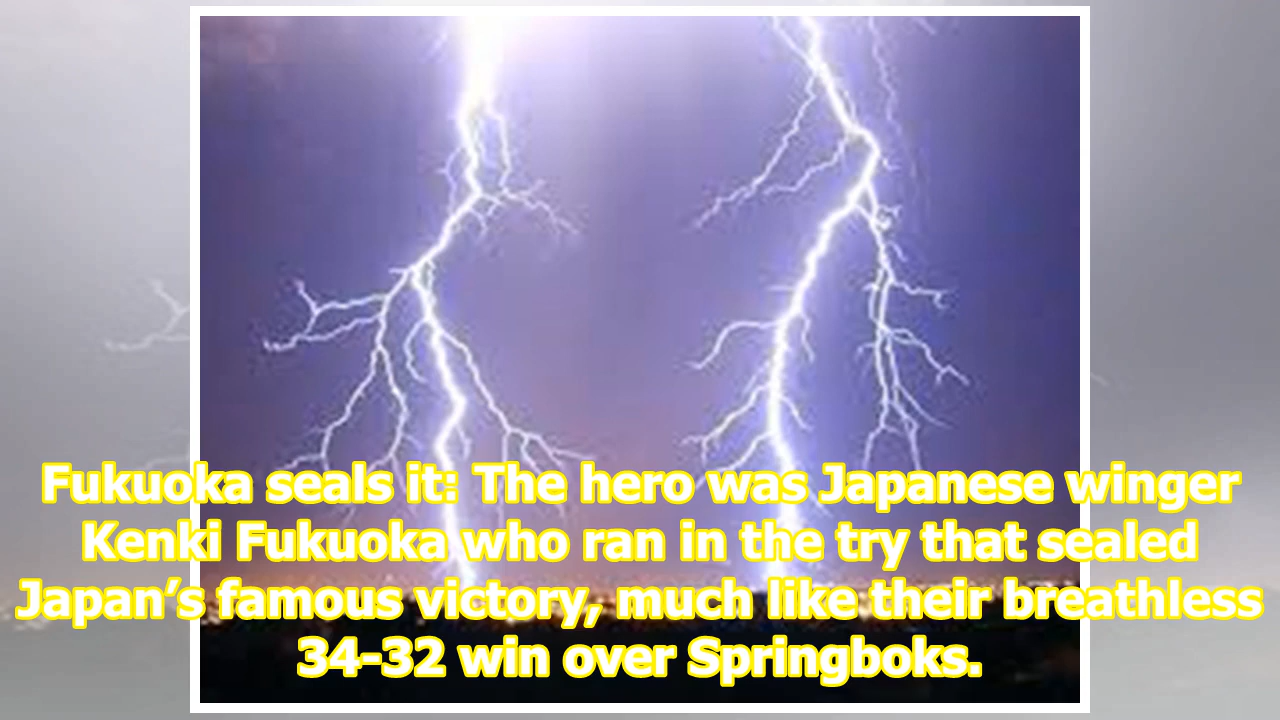 Fukuoka seals it: The hero was Japanese winger
Kenki Fukuoka who ran in the try that sealed
Japan’s famous victory, much like their breathless
34-32 win over Springboks.